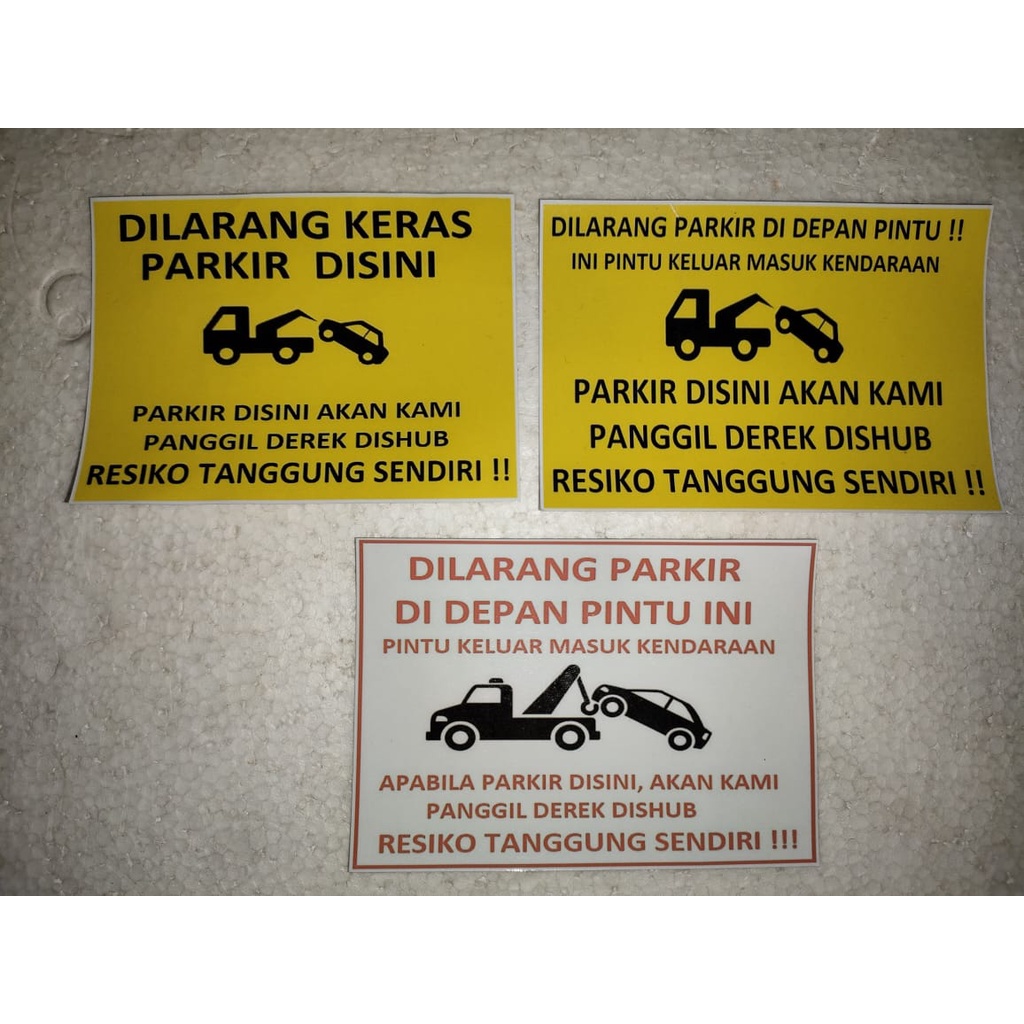 DILARANG KERAS
PARKIR DISINI
PARKIR DISINI AKAN KAMI
PANGGIL DEREK DISHUB
RESIKO TANGGUNG SENDIRI !!
DILARANG PARKIR DI DEPAN PINTU !!
INI PINTU KELUAR MASUK KENDARAAN
PARKIR DISINI AKAN KAMI
PANGGIL DEREK DISHUB
RESIKO TANGGUNG SENDIRI !!
DILARANG PARKIR
DI DEPAN PINTU INI
PINTU KELUAR MASUK KENDARAAN
APABILA PARKIR DISINI, AKAN KAMI
PANGGIL DEREK DISHUB
RESIKO TANGGUNG SENDIRI !!!